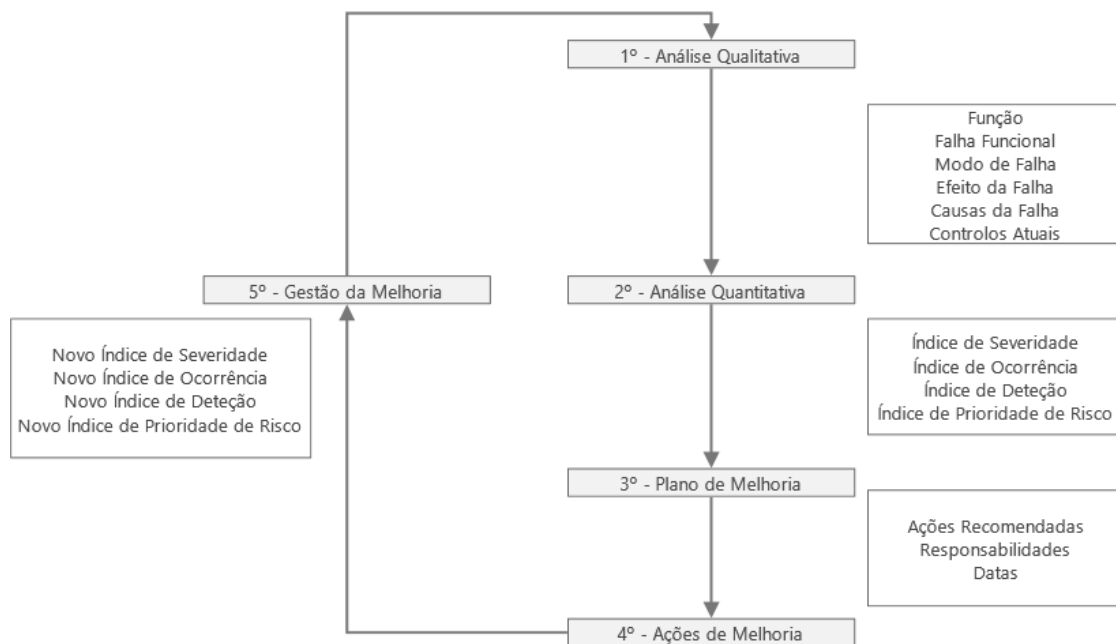 1º - Análise Qualitativa
Função
Falha Funcional
Modo de Falha
Efeito da Falha
Causas da Falha
Controlos Atuais
5º - Gestão da Melhoria
2º - Análise Quantitativa
Novo Índice de Severidade
Novo Índice de Ocorrência
Novo Índice de Deteção
Novo Índice de Prioridade de Risco
Índice de Severidade
Índice de Ocorrência
Índice de Deteção
Índice de Prioridade de Risco
3º - Plano de Melhoria
Ações Recomendadas
Responsabilidades
Datas
4º - Ações de Melhoria